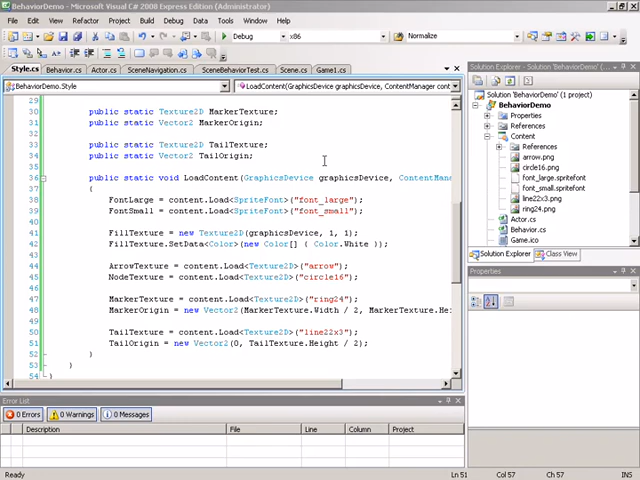 BehaviorDemo - Microsoft Visual C# 2008 Express Edition (Administrator)
File Edit View Refactor Project Build Debug Data Tools Window Help
Debug x86 Normalize
Style.cs Behavior.cs Actor.cs SceneNavigation.cs SceneBehaviorTest.cs Scene.cs Game1.cs
BehaviorDemo.Style LoadContent(GraphicsDevice graphicsDevice, ContentManager cont
29
30 public static Texture2D MarkerTexture;
31 public static Vector2 MarkerOrigin;
32
33 public static Texture2D TailTexture;
34 public static Vector2 TailOrigin;
35
36 public static void LoadContent(GraphicsDevice graphicsDevice, ContentManag
37 {
38 FontLarge = content.Load<SpriteFont>("font_large");
39 FontSmall = content.Load<SpriteFont>("font_small");
40
41 FillTexture = new Texture2D(graphicsDevice, 1, 1);
42 FillTexture.SetData<Color>(new Color[] { Color.White });
43
44 ArrowTexture = content.Load<Texture2D>("arrow");
45 NodeTexture = content.Load<Texture2D>("circle16");
46
47 MarkerTexture = content.Load<Texture2D>("ring24");
48 MarkerOrigin = new Vector2(MarkerTexture.Width / 2, MarkerTexture.Hei
49
50 TailTexture = content.Load<Texture2D>("line22x3");
51 TailOrigin = new Vector2(0, TailTexture.Height / 2);
52 }
53 }
54 }
Solution Explorer - Solution 'B...
Solution 'BehaviorDemo' (1 project)
BehaviorDemo
Properties
References
Content
References
arrow.png
circle16.png
font_large.spritefont
font_small.spritefont
line22x3.png
ring24.png
Actor.cs
Behavior.cs
Game.ico
Solution Explorer Class View
Properties
Error List
0 Errors 0 Warnings 0 Messages
Description File Line Column Project
Ready Ln 51 Col 57 Ch 57 INS